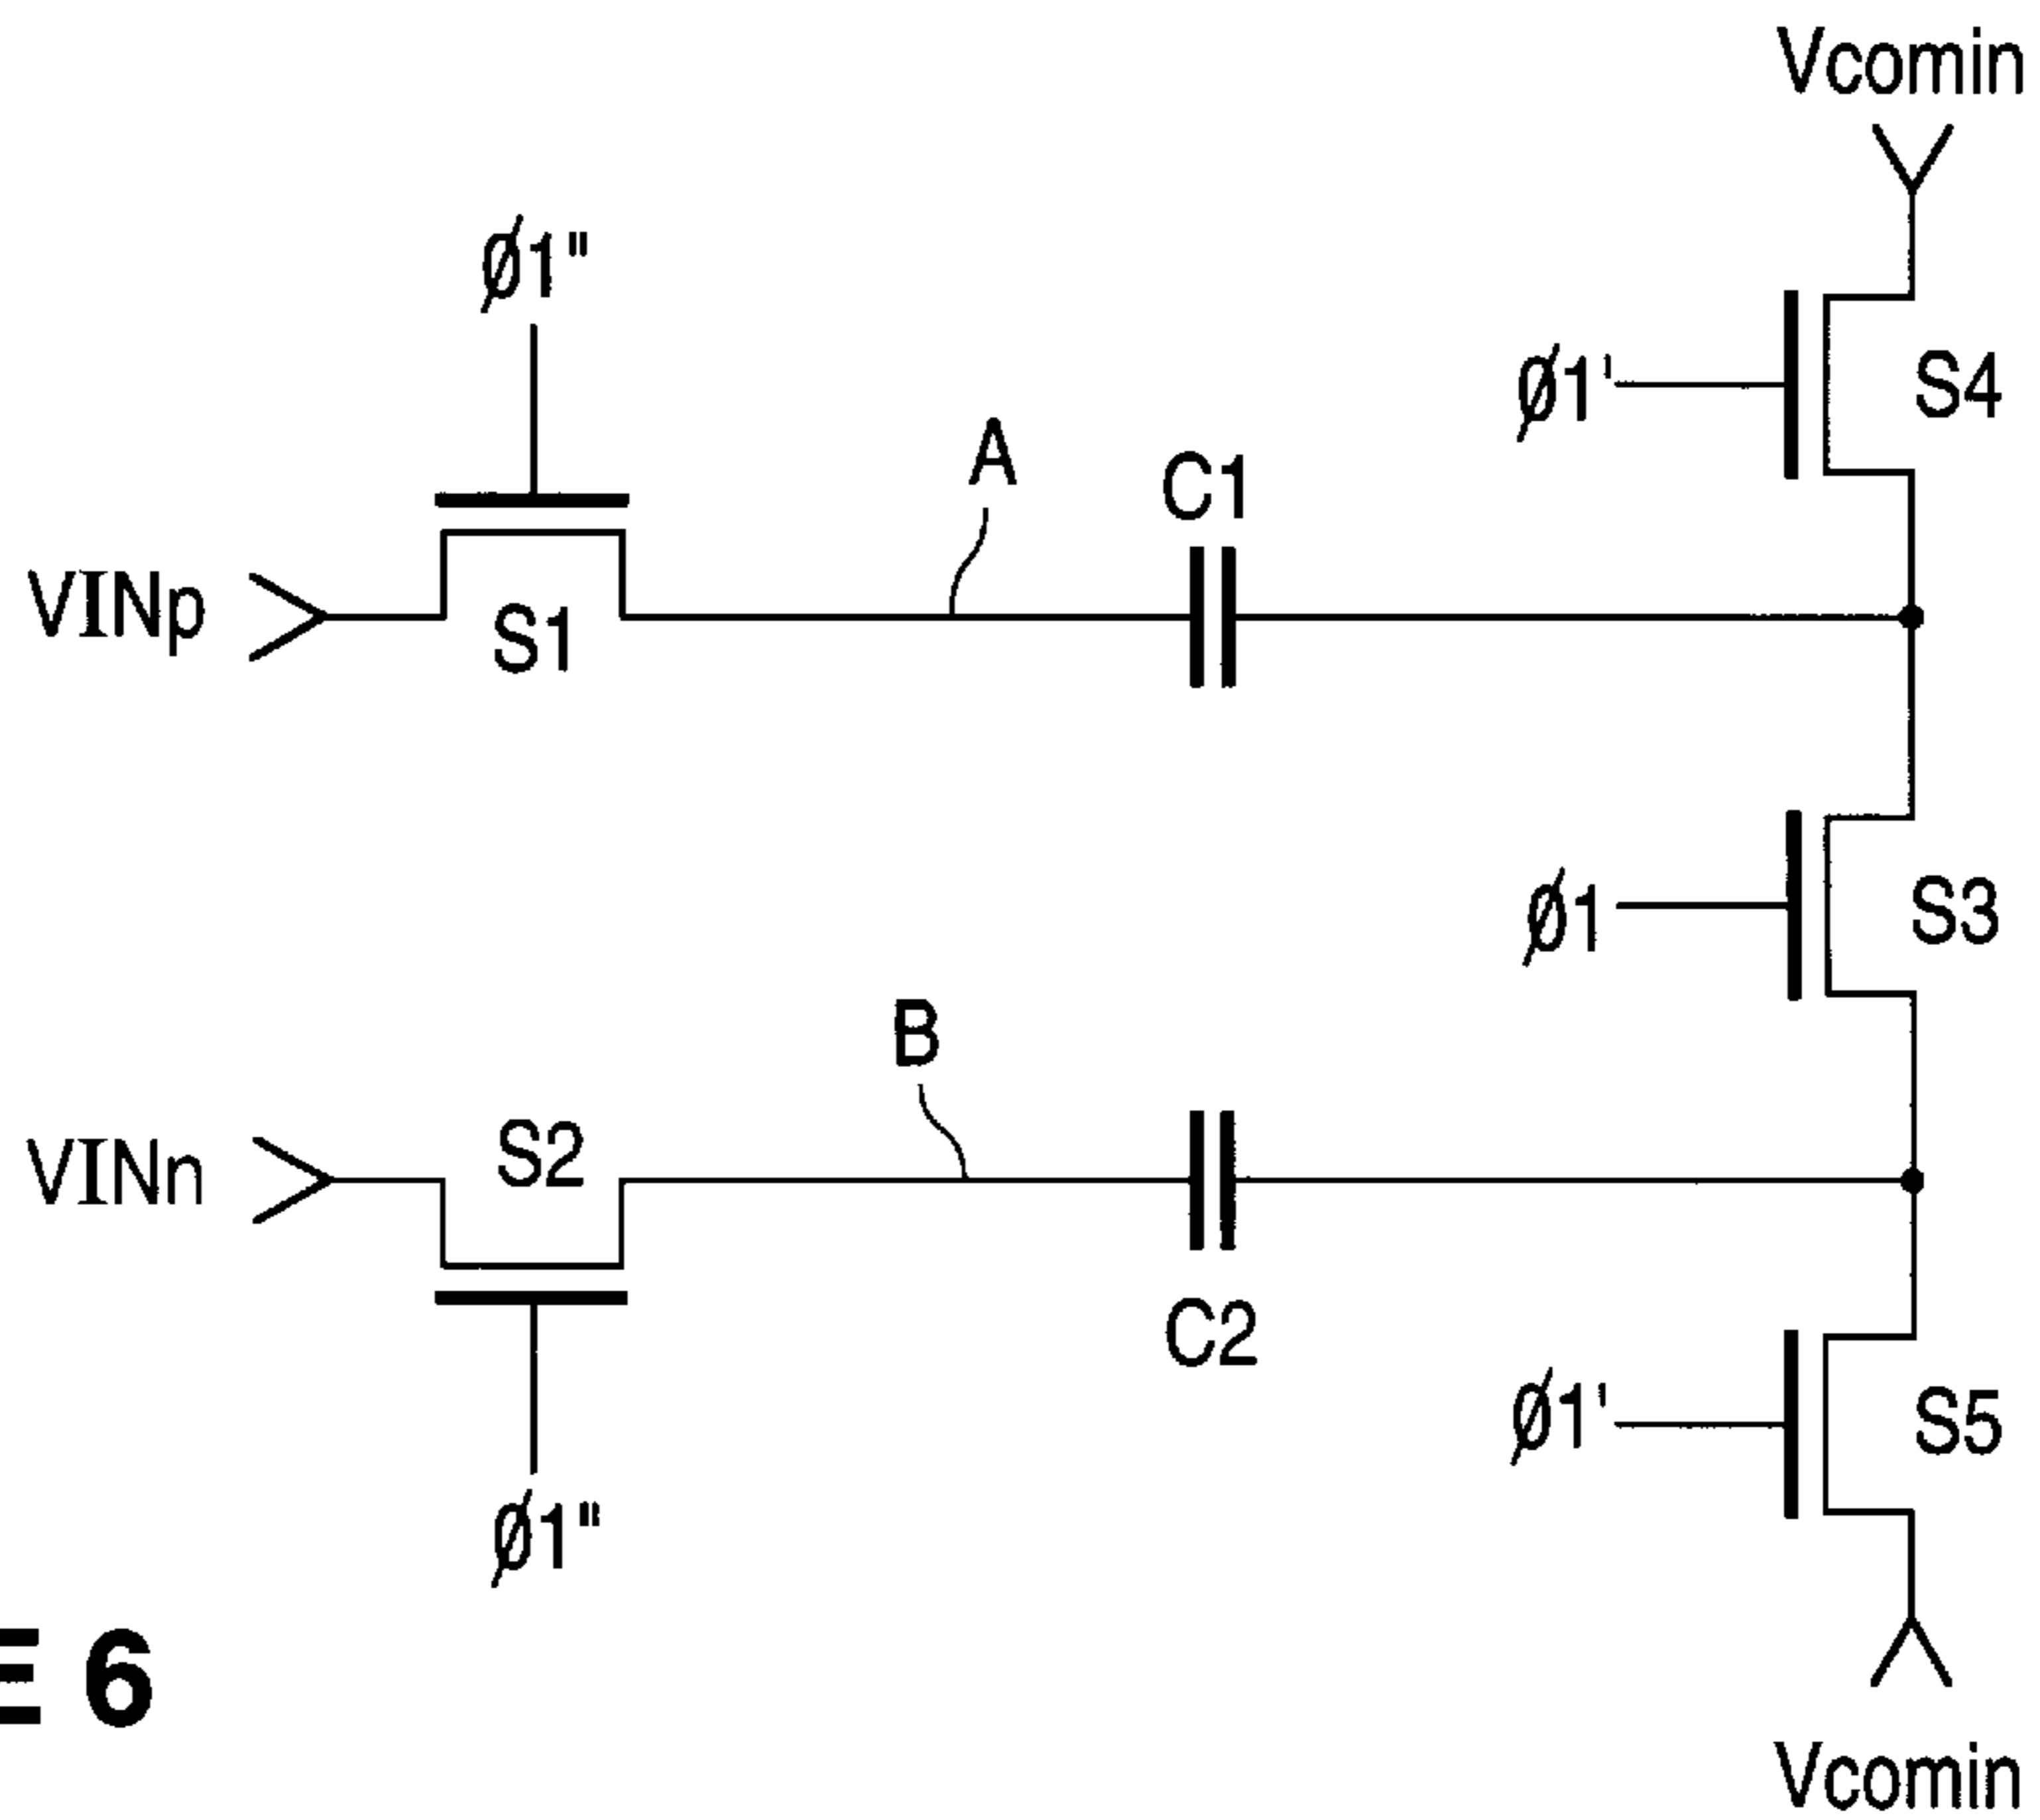 Vcomin
Ø1"
Ø1'
S4
A
C1
VINp
S1
Ø1
S3
B
VINn
S2
C2
Ø1'
S5
Ø1"
E 6
Vcomin